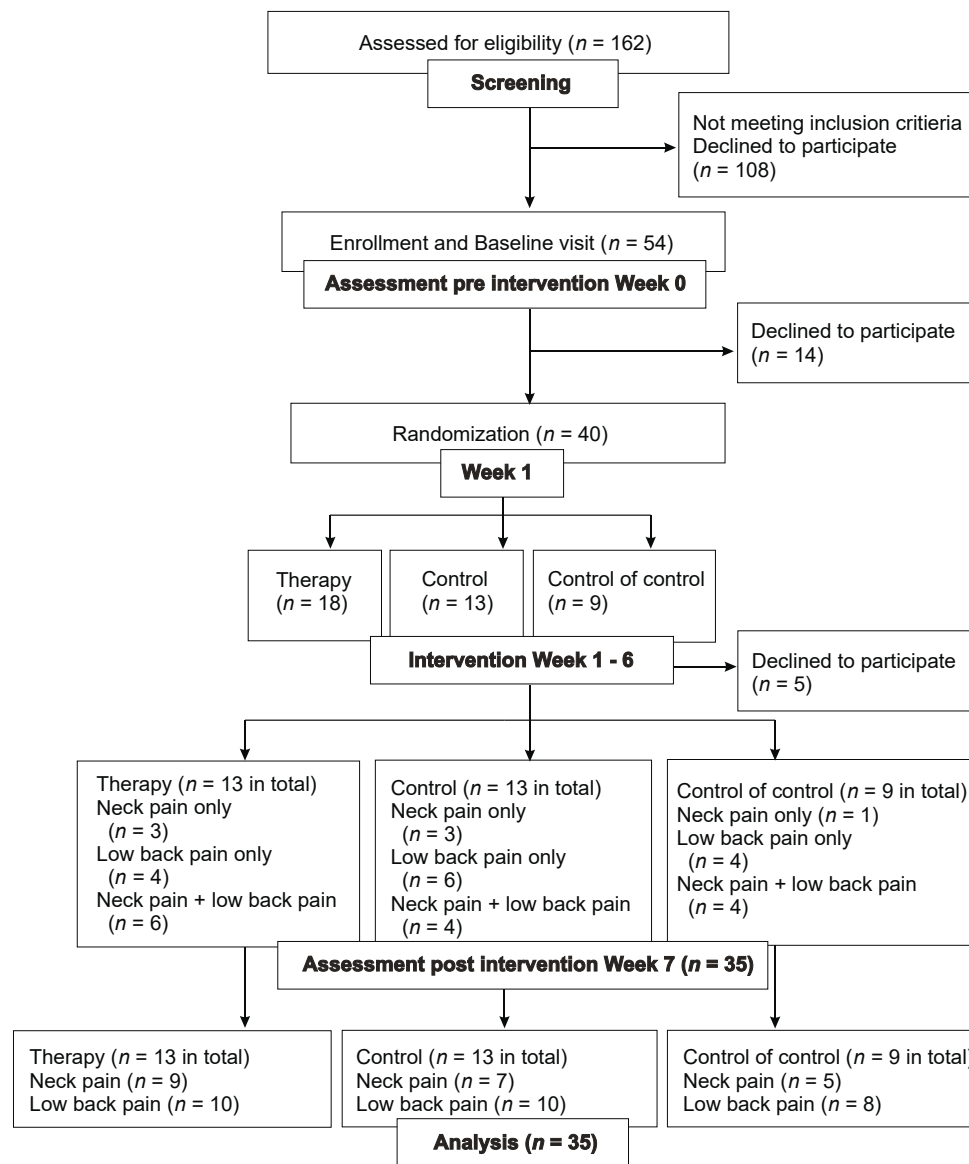 Assessed for eligibility (n = 162)
Screening
Not meeting inclusion critieria
Declined to participate
(n = 108)
Enrollment and Baseline visit (n = 54)
Assessment pre intervention Week 0
Declined to participate
(n = 14)
Randomization (n = 40)
Week 1
Therapy
(n = 18)
Control
(n = 13)
Control of control
(n = 9)
Intervention Week 1 - 6
Declined to participate
(n = 5)
Therapy (n = 13 in total)
Neck pain only
(n = 3)
Low back pain only
(n = 4)
Neck pain + low back pain
(n = 6)
Control (n = 13 in total)
Neck pain only
(n = 3)
Low back pain only
(n = 6)
Neck pain + low back pain
(n = 4)
Control of control (n = 9 in total)
Neck pain only (n = 1)
Low back pain only
(n = 4)
Neck pain + low back pain
(n = 4)
Assessment post intervention Week 7 (n = 35)
Therapy (n = 13 in total)
Neck pain (n = 9)
Low back pain (n = 10)
Control (n = 13 in total)
Neck pain (n = 7)
Low back pain (n = 10)
Control of control (n = 9 in total)
Neck pain (n = 5)
Low back pain (n = 8)
Analysis (n = 35)